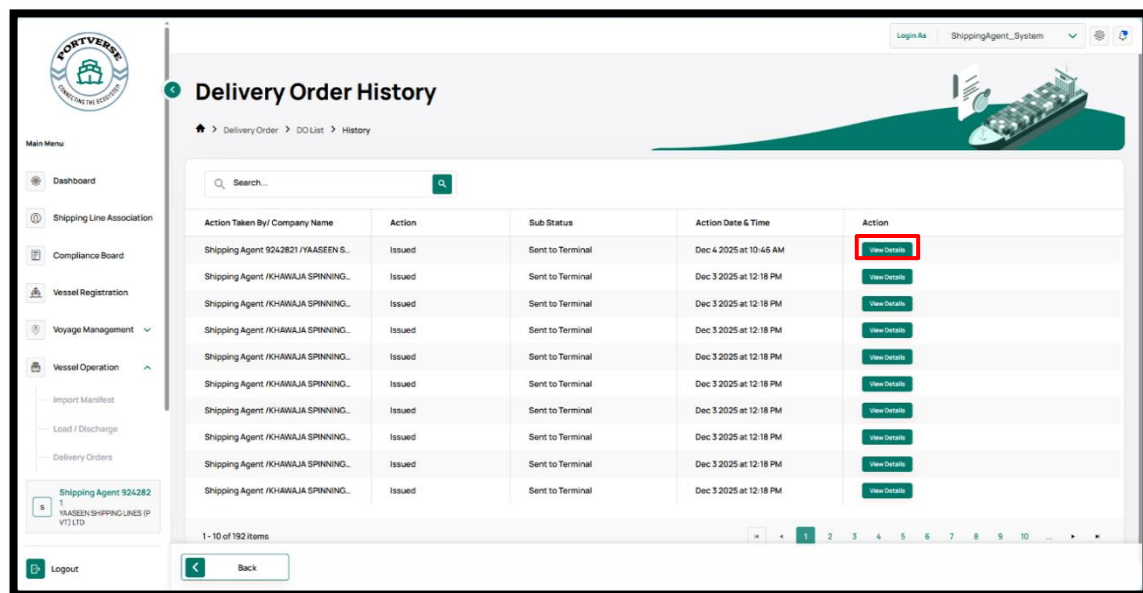 PORTVERSE
CONNECTING THE ECOSYSTEM
Login As ShippingAgent_System
Delivery Order History
Delivery Order > DO List > History
Main Menu
Dashboard
Shipping Line Association
Compliance Board
Vessel Registration
Voyage Management
Vessel Operation
Import Manifest
Load / Discharge
Delivery Orders
S
Shipping Agent 924282
1
YAASEEN SHIPPING LINES (P
VT) LTD
Logout
Search...
Action Taken By/ Company Name Action Sub Status Action Date & Time Action
Shipping Agent 9242821 /YAASEEN S... Issued Sent to Terminal Dec 4 2025 at 10:46 AM View Details
Shipping Agent /KHAWAJA SPINNING... Issued Sent to Terminal Dec 3 2025 at 12:18 PM View Details
Shipping Agent /KHAWAJA SPINNING... Issued Sent to Terminal Dec 3 2025 at 12:18 PM View Details
Shipping Agent /KHAWAJA SPINNING... Issued Sent to Terminal Dec 3 2025 at 12:18 PM View Details
Shipping Agent /KHAWAJA SPINNING... Issued Sent to Terminal Dec 3 2025 at 12:18 PM View Details
Shipping Agent /KHAWAJA SPINNING... Issued Sent to Terminal Dec 3 2025 at 12:18 PM View Details
Shipping Agent /KHAWAJA SPINNING... Issued Sent to Terminal Dec 3 2025 at 12:18 PM View Details
Shipping Agent /KHAWAJA SPINNING... Issued Sent to Terminal Dec 3 2025 at 12:18 PM View Details
Shipping Agent /KHAWAJA SPINNING... Issued Sent to Terminal Dec 3 2025 at 12:18 PM View Details
Shipping Agent /KHAWAJA SPINNING... Issued Sent to Terminal Dec 3 2025 at 12:18 PM View Details
1 - 10 of 192 items 1 2 3 4 5 6 7 8 9 10 ...
Back